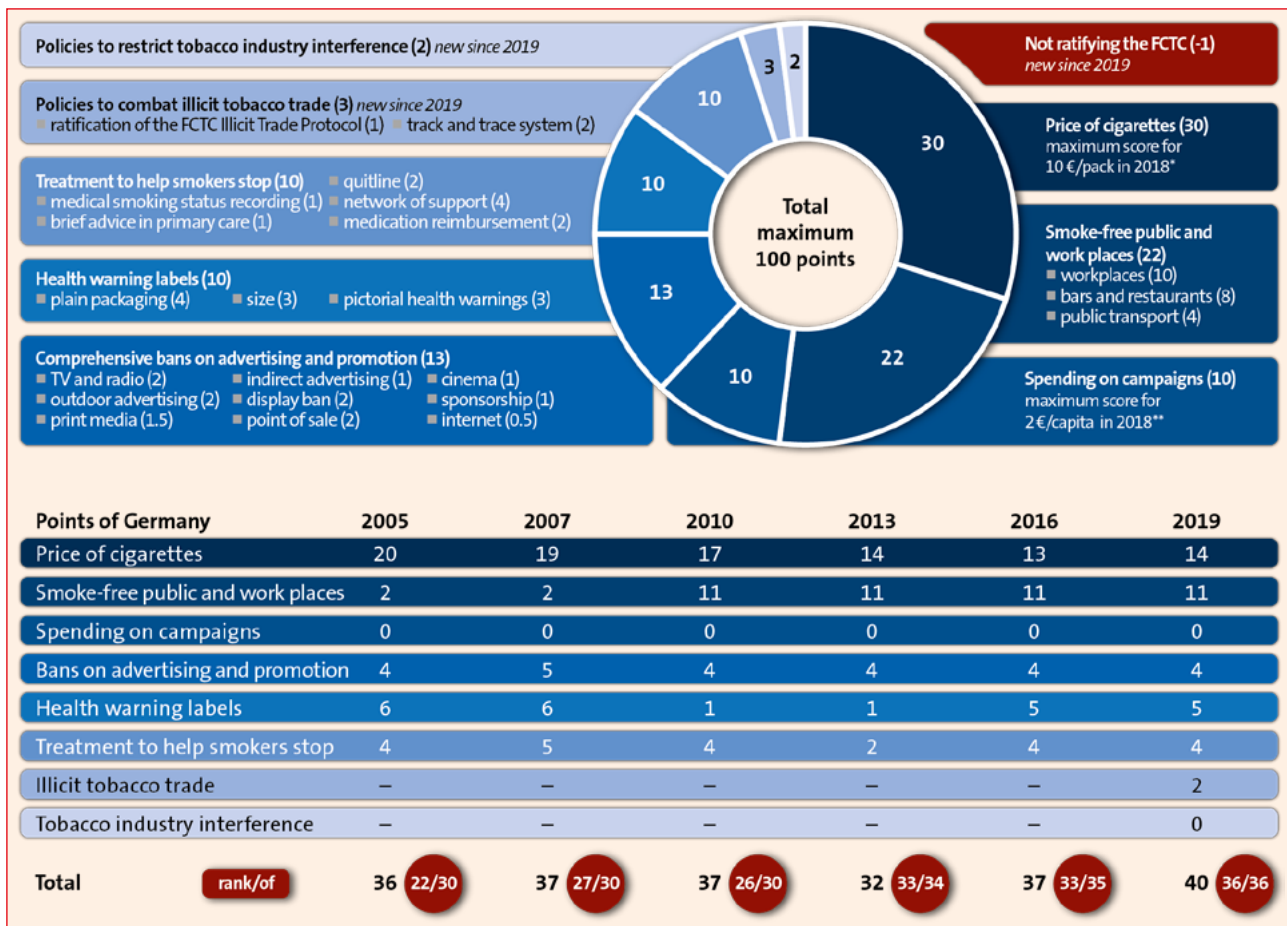 Policies to restrict tobacco industry interference (2) new since 2019
Policies to combat illicit tobacco trade (3) new since 2019
■ ratification of the FCTC Illicit Trade Protocol (1) ■ track and trace system (2)
Treatment to help smokers stop (10) ■ quitline (2)
■ medical smoking status recording (1) ■ network of support (4)
■ brief advice in primary care (1) ■ medication reimbursement (2)
Health warning labels (10)
■ plain packaging (4) ■ size (3) ■ pictorial health warnings (3)
Comprehensive bans on advertising and promotion (13)
■ TV and radio (2) ■ indirect advertising (1) ■ cinema (1)
■ outdoor advertising (2) ■ display ban (2) ■ sponsorship (1)
■ print media (1.5) ■ point of sale (2) ■ internet (0.5)
3
2
10
30
10
13
22
10
Total
maximum
100 points
Not ratifying the FCTC (-1)
new since 2019
Price of cigarettes (30)
maximum score for
10 €/pack in 2018*
Smoke-free public and
work places (22)
■ workplaces (10)
■ bars and restaurants (8)
■ public transport (4)
Spending on campaigns (10)
maximum score for
2 €/capita in 2018**
Points of Germany 2005 2007 2010 2013 2016 2019
Price of cigarettes 20 19 17 14 13 14
Smoke-free public and work places 2 2 11 11 11 11
Spending on campaigns 0 0 0 0 0 0
Bans on advertising and promotion 4 5 4 4 4 4
Health warning labels 6 6 1 1 5 5
Treatment to help smokers stop 4 5 4 2 4 4
Illicit tobacco trade – – – – – 2
Tobacco industry interference – – – – – 0
Total rank/of 36 22/30 37 27/30 37 26/30 32 33/34 37 33/35 40 36/36